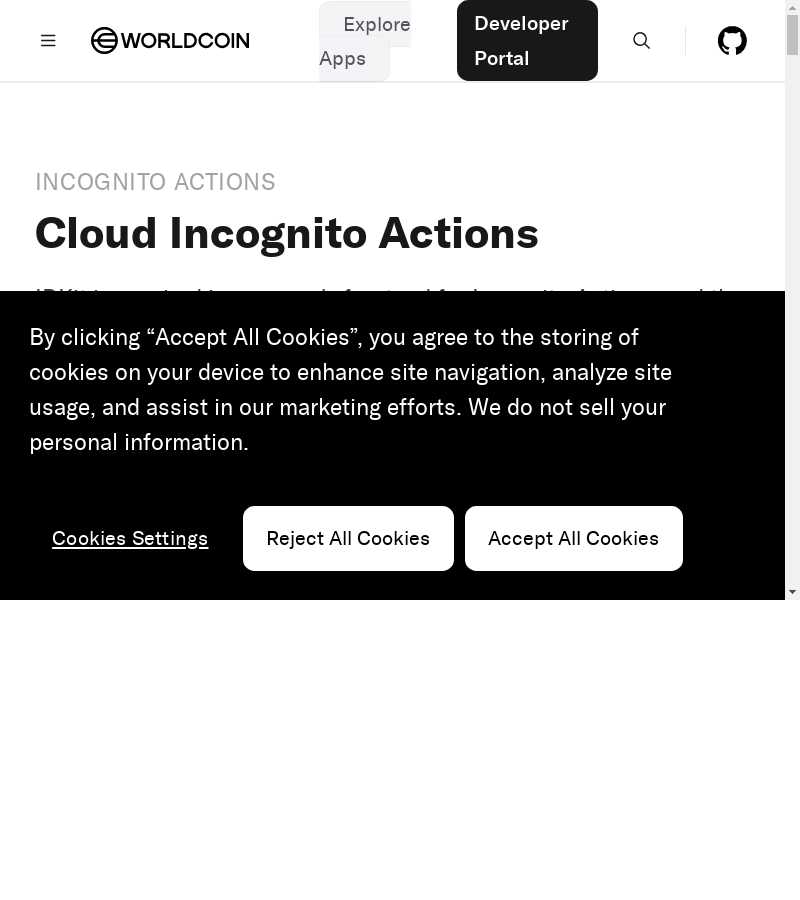 WORLDCOIN
Explore
Apps
Developer
Portal
INCOGNITO ACTIONS
Cloud Incognito Actions
By clicking “Accept All Cookies”, you agree to the storing of
cookies on your device to enhance site navigation, analyze site
usage, and assist in our marketing efforts. We do not sell your
personal information.
Cookies Settings
Reject All Cookies
Accept All Cookies